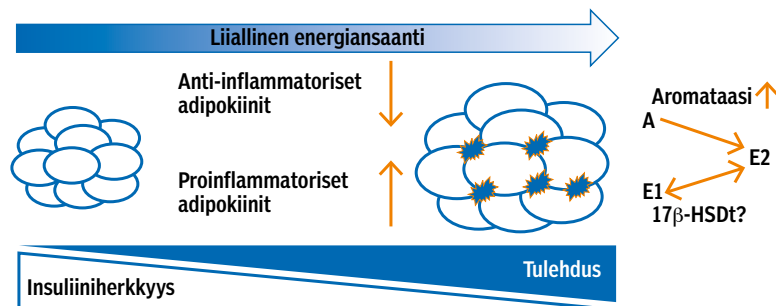 Liiallinen energiansaanti
Anti-inflammatoriset
adipokiinit
Proinflammatoriset
adipokiinit
Aromataasi
A
E2
E1
17β-HSDt?
Tulehdus
Insuliiniherkkyys